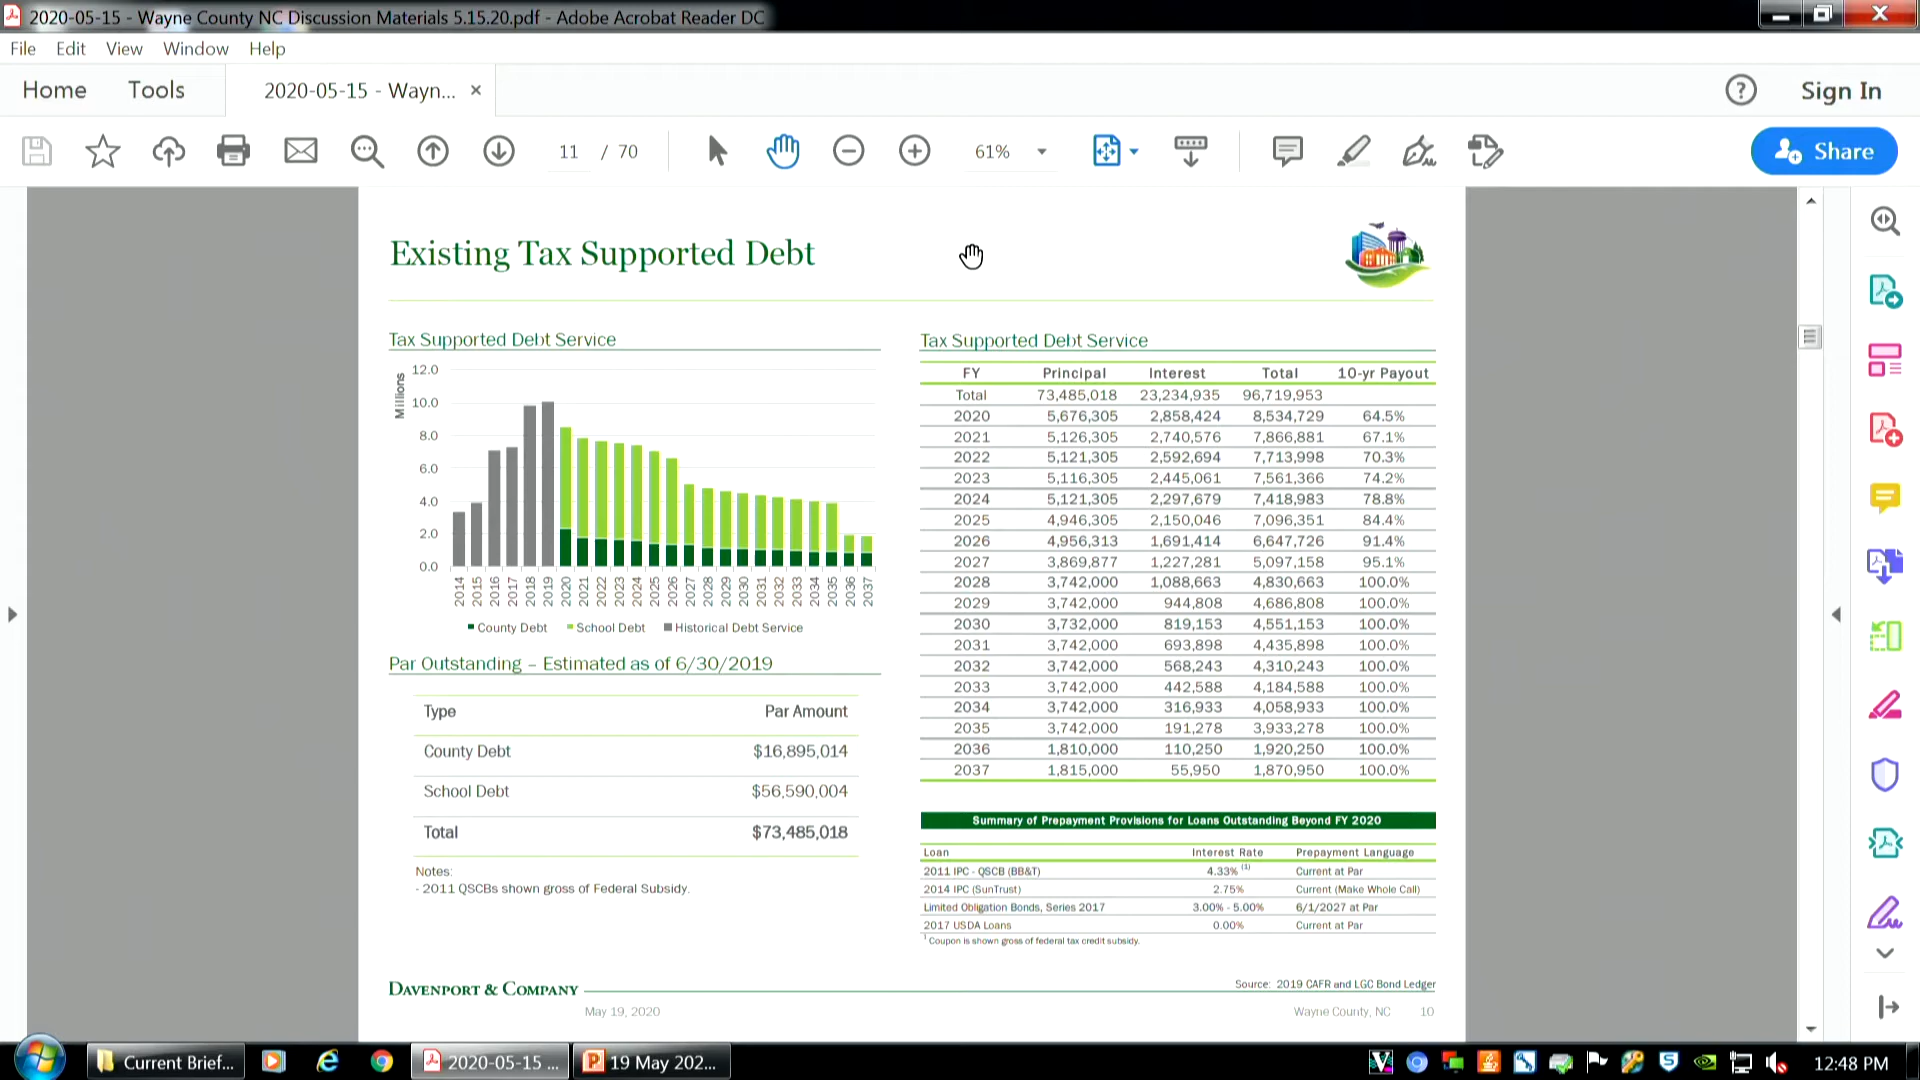 2020-05-15 - Wayne County NC Discussion Materials 5.15.20.pdf - Adobe Acrobat Reader DC
File Edit View Window Help
Home Tools 2020-05-15 - Wayn... × ? Sign In
11 / 70 61% Share
Existing Tax Supported Debt
Tax Supported Debt Service
Millions
12.0
10.0
8.0
6.0
4.0
2.0
0.0
2014 2015 2016 2017 2018 2019 2020 2021 2022 2023 2024 2025 2026 2027 2028 2029 2030 2031 2032 2033 2034 2035 2036 2037
County Debt School Debt Historical Debt Service
Par Outstanding – Estimated as of 6/30/2019
Type Par Amount
County Debt $16,895,014
School Debt $56,590,004
Total $73,485,018
Notes:
- 2011 QSCBs shown gross of Federal Subsidy.
Tax Supported Debt Service
FY Principal Interest Total 10-yr Payout
Total 73,485,018 23,234,935 96,719,953
2020 5,676,305 2,858,424 8,534,729 64.5%
2021 5,126,305 2,740,576 7,866,881 67.1%
2022 5,121,305 2,592,694 7,713,998 70.3%
2023 5,116,305 2,445,061 7,561,366 74.2%
2024 5,121,305 2,297,679 7,418,983 78.8%
2025 4,946,305 2,150,046 7,096,351 84.4%
2026 4,956,313 1,691,414 6,647,726 91.4%
2027 3,869,877 1,227,281 5,097,158 95.1%
2028 3,742,000 1,088,663 4,830,663 100.0%
2029 3,742,000 944,808 4,686,808 100.0%
2030 3,732,000 819,153 4,551,153 100.0%
2031 3,742,000 693,898 4,435,898 100.0%
2032 3,742,000 568,243 4,310,243 100.0%
2033 3,742,000 442,588 4,184,588 100.0%
2034 3,742,000 316,933 4,058,933 100.0%
2035 3,742,000 191,278 3,933,278 100.0%
2036 1,810,000 110,250 1,920,250 100.0%
2037 1,815,000 55,950 1,870,950 100.0%
Summary of Prepayment Provisions for Loans Outstanding Beyond FY 2020
Loan Interest Rate Prepayment Language
2011 IPC - QSCB (BB&T) 4.33% (1) Current at Par
2014 IPC (SunTrust) 2.75% Current (Make Whole Call)
Limited Obligation Bonds, Series 2017 3.00% - 5.00% 6/1/2027 at Par
2017 USDA Loans 0.00% Current at Par
1 Coupon is shown gross of federal tax credit subsidy.
Source: 2019 CAFR and LGC Bond Ledger
DAVENPORT & COMPANY
May 19, 2020 Wayne County, NC 10
Current Brief... 2020-05-15 ... 19 May 202... 12:48 PM